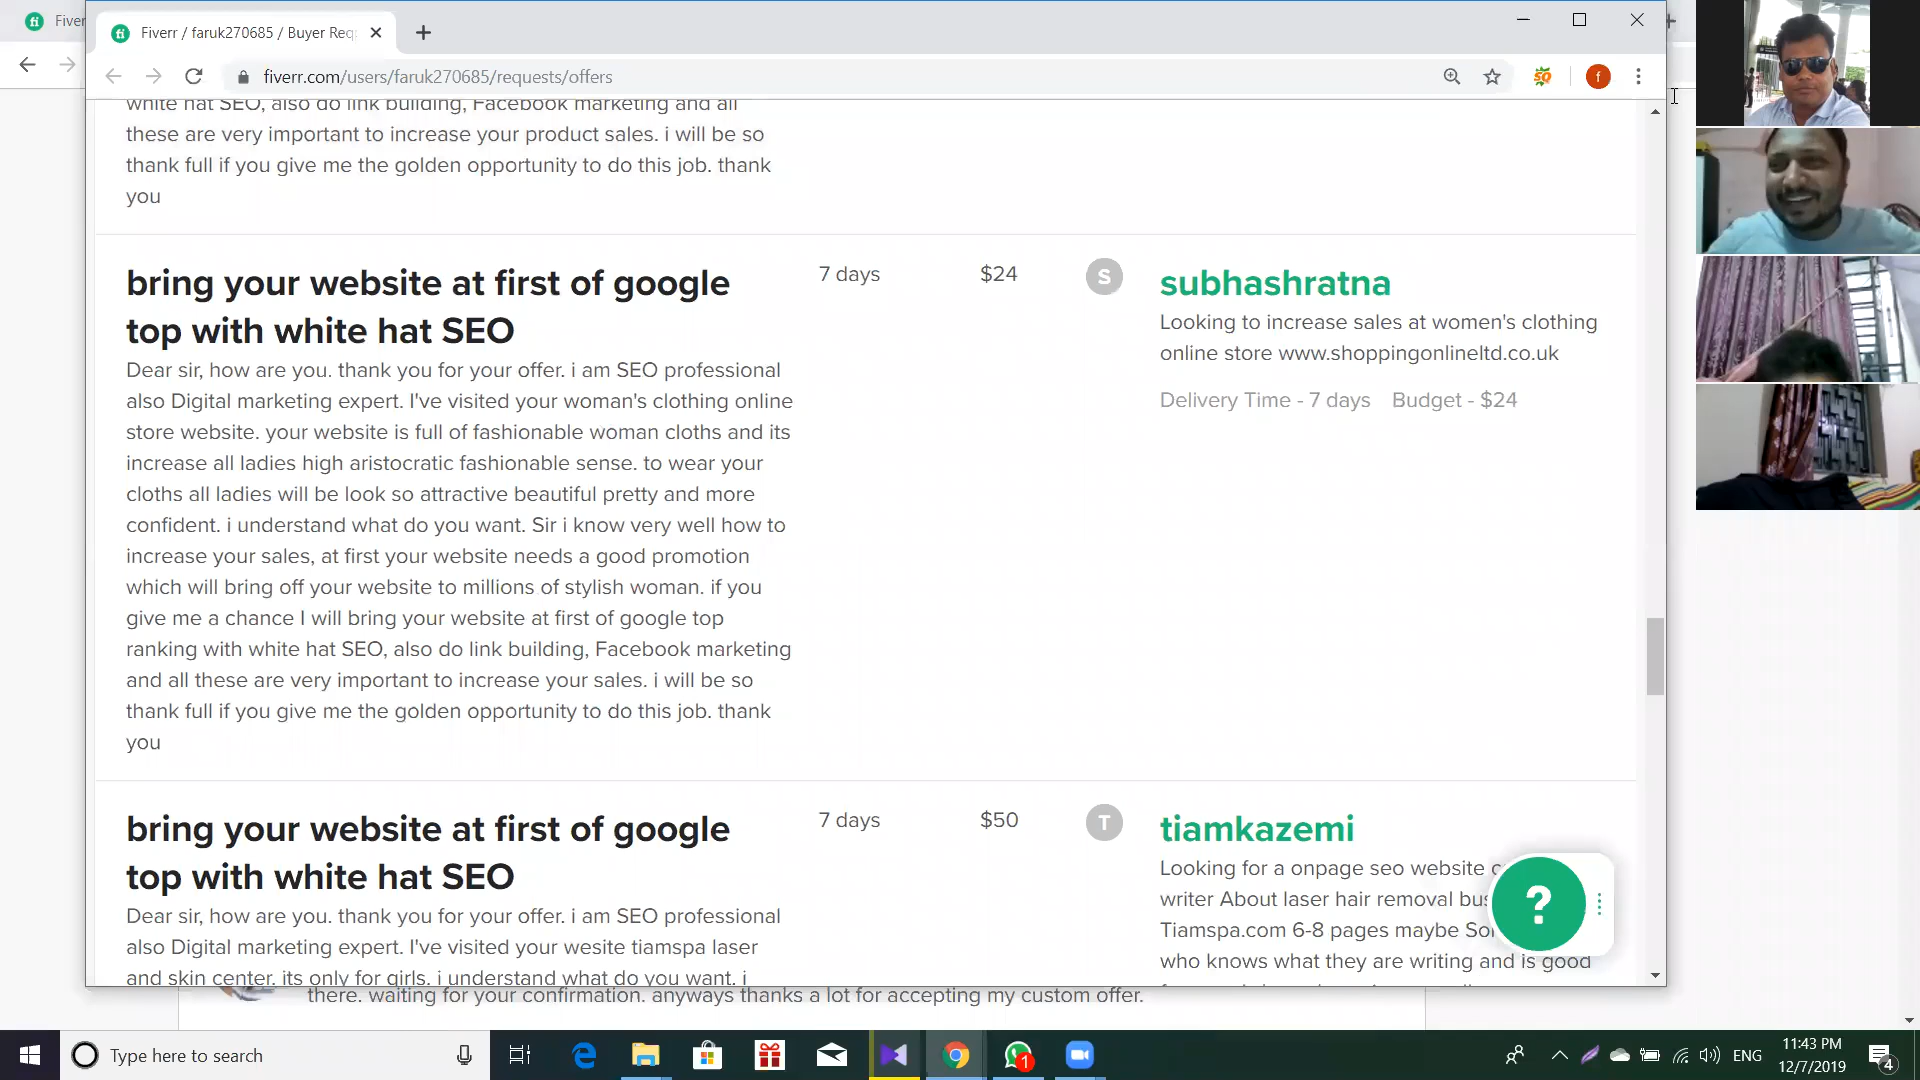 Fiverr
Fiverr / faruk270685 / Buyer Req
fiverr.com/users/faruk270685/requests/offers
f
white hat SEO, also do link building, Facebook marketing and all
these are very important to increase your product sales. i will be so
thank full if you give me the golden opportunity to do this job. thank
you
bring your website at first of google
top with white hat SEO
7 days
$24
S
subhashratna
Looking to increase sales at women's clothing
online store www.shoppingonlineltd.co.uk
Delivery Time - 7 days Budget - $24
Dear sir, how are you. thank you for your offer. i am SEO professional
also Digital marketing expert. I've visited your woman's clothing online
store website. your website is full of fashionable woman cloths and its
increase all ladies high aristocratic fashionable sense. to wear your
cloths all ladies will be look so attractive beautiful pretty and more
confident. i understand what do you want. Sir i know very well how to
increase your sales, at first your website needs a good promotion
which will bring off your website to millions of stylish woman. if you
give me a chance I will bring your website at first of google top
ranking with white hat SEO, also do link building, Facebook marketing
and all these are very important to increase your sales. i will be so
thank full if you give me the golden opportunity to do this job. thank
you
bring your website at first of google
top with white hat SEO
7 days
$50
T
tiamkazemi
Looking for a onpage seo website
writer About laser hair removal
Tiamspa.com 6-8 pages maybe
who knows what they are writing and is good
Dear sir, how are you. thank you for your offer. i am SEO professional
also Digital marketing expert. I've visited your wesite tiamspa laser
and skin center. its only for girls. i understand what do you want. i
?
there. waiting for your confirmation. anyways thanks a lot for accepting my custom offer.
Type here to search
1
ENG
11:43 PM
12/7/2019
4